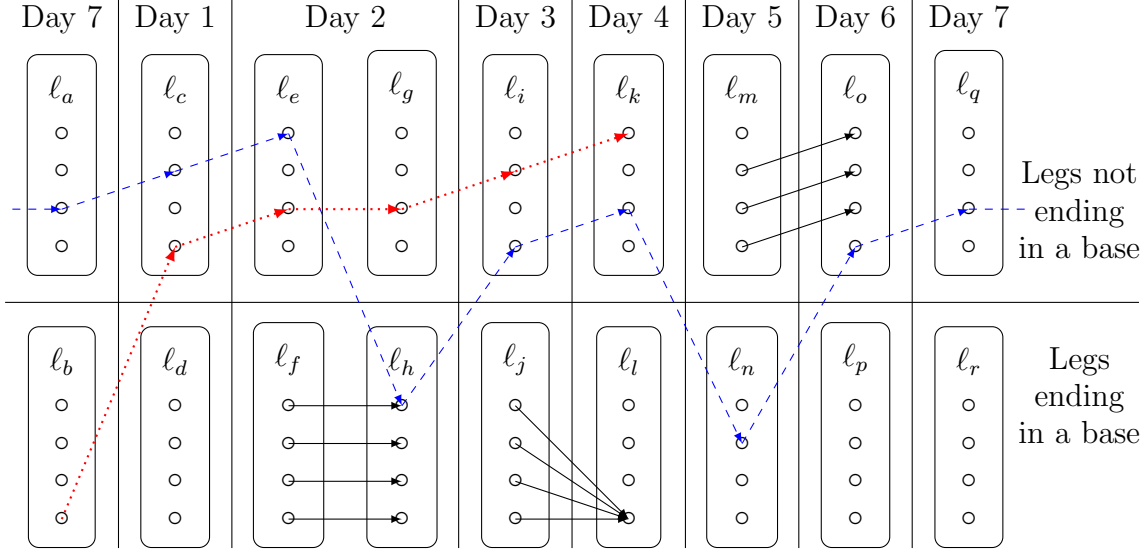 Day 7 Day 1 Day 2 Day 3 Day 4 Day 5 Day 6 Day 7
ℓa ℓc ℓe ℓg ℓi ℓk ℓm ℓo ℓq
Legs not
ending
in a base
ℓb ℓd ℓf ℓh ℓj ℓl ℓn ℓp ℓr
Legs
ending
in a base